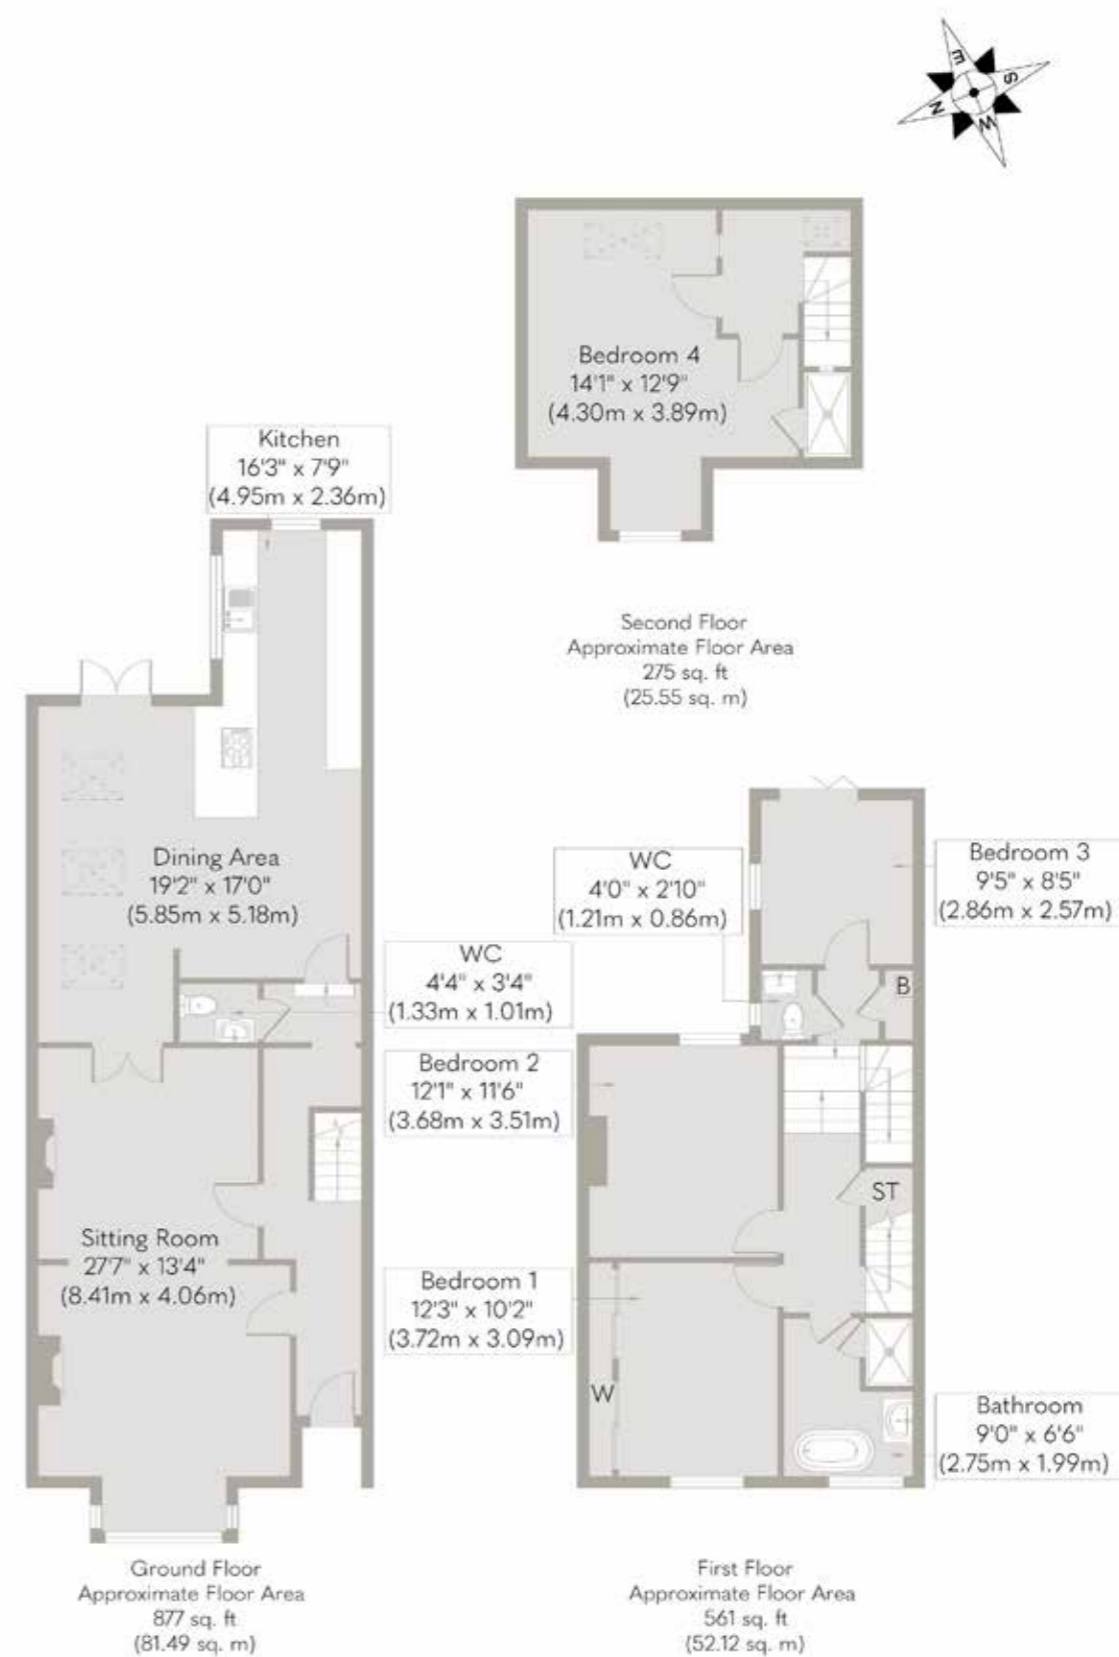 E
S
N
W
Bedroom 4
14'1" x 12'9"
(4.30m x 3.89m)
Second Floor
Approximate Floor Area
275 sq. ft
(25.55 sq. m)
Kitchen
16'3" x 7'9"
(4.95m x 2.36m)
Dining Area
19'2" x 17'0"
(5.85m x 5.18m)
WC
4'4" x 3'4"
(1.33m x 1.01m)
Sitting Room
27'7" x 13'4"
(8.41m x 4.06m)
Ground Floor
Approximate Floor Area
877 sq. ft
(81.49 sq. m)
WC
4'0" x 2'10"
(1.21m x 0.86m)
Bedroom 3
9'5" x 8'5"
(2.86m x 2.57m)
B
Bedroom 2
12'1" x 11'6"
(3.68m x 3.51m)
ST
Bedroom 1
12'3" x 10'2"
(3.72m x 3.09m)
W
Bathroom
9'0" x 6'6"
(2.75m x 1.99m)
First Floor
Approximate Floor Area
561 sq. ft
(52.12 sq. m)